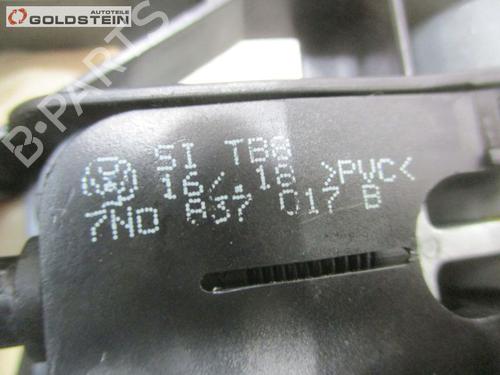 AUTOTEILE
GOLDSTEIN
B-PARTS
SI TB8
16/.18 >PVC<
7N0 837 017 B